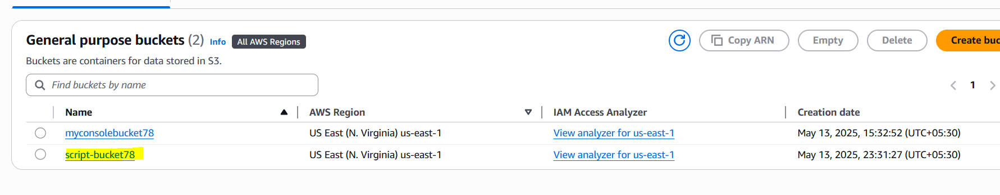 General purpose buckets (2) Info All AWS Regions
Copy ARN Empty Delete Create buc
Buckets are containers for data stored in S3.
Find buckets by name
1
Name AWS Region IAM Access Analyzer Creation date
myconsolebucket78 US East (N. Virginia) us-east-1 View analyzer for us-east-1 May 13, 2025, 15:32:52 (UTC+05:30)
script-bucket78 US East (N. Virginia) us-east-1 View analyzer for us-east-1 May 13, 2025, 23:31:27 (UTC+05:30)